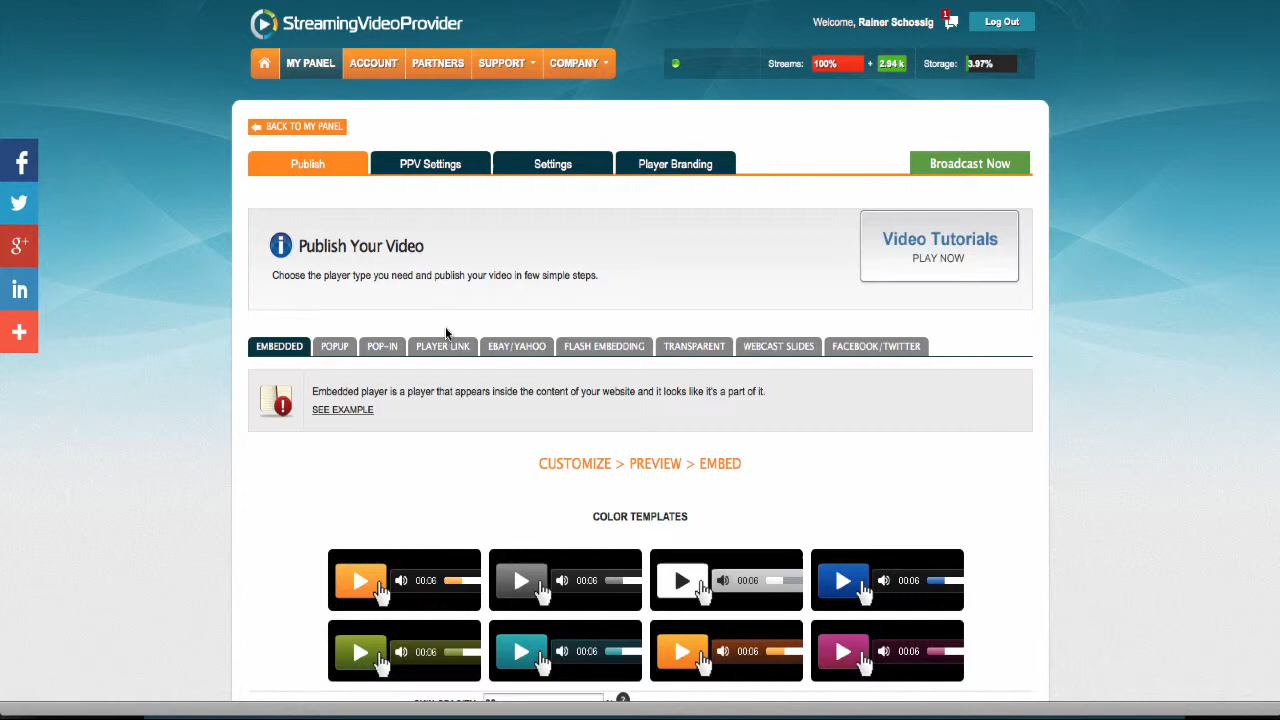 StreamingVideoProvider
Welcome, Rainer Schossig
1
Log Out
MY PANEL
ACCOUNT
PARTNERS
SUPPORT
COMPANY
Streams:
100%
+
2.94 k
Storage:
3.97%
BACK TO MY PANEL
Publish
PPV Settings
Settings
Player Branding
Broadcast Now
Publish Your Video
Choose the player type you need and publish your video in few simple steps.
Video Tutorials
PLAY NOW
EMBEDDED
POPUP
POP-IN
PLAYER LINK
EBAY/YAHOO
FLASH EMBEDDING
TRANSPARENT
WEBCAST SLIDES
FACEBOOK/TWITTER
Embedded player is a player that appears inside the content of your website and it looks like it's a part of it.
SEE EXAMPLE
CUSTOMIZE > PREVIEW > EMBED
COLOR TEMPLATES
00:06
00:06
00:06
00:06
00:06
00:06
00:06
00:06